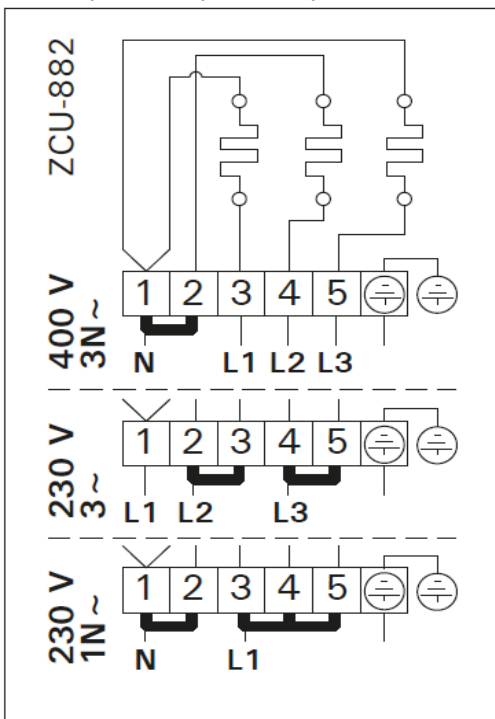 ZCU-882
400 V
3N ~
1 2 3 4 5
N L1 L2 L3
230 V
3 ~
1 2 3 4 5
L1 L2 L3
230 V
1N ~
1 2 3 4 5
N L1